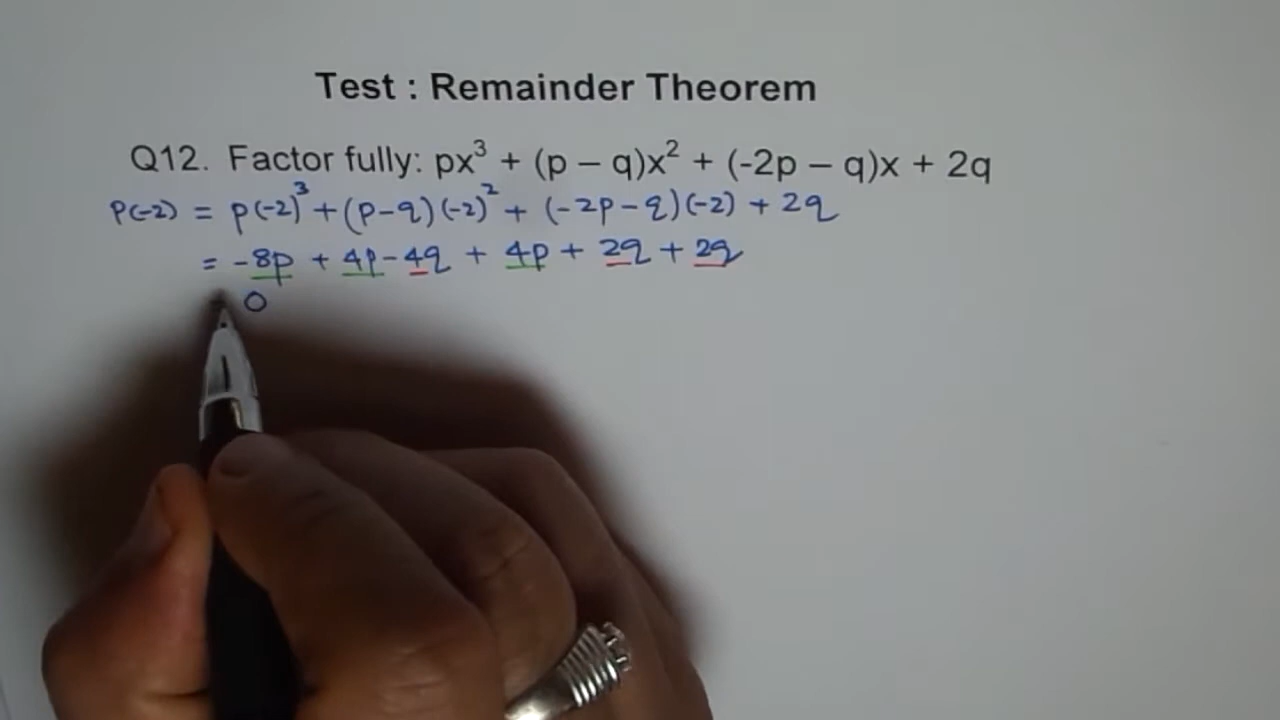 Test : Remainder Theorem
Q12. Factor fully: px³ + (p – q)x² + (-2p – q)x + 2q
P(-2) = p(-2)³ + (p-q)(-2)² + (-2p-q)(-2) + 2q
= -8p + 4p - 4q + 4p + 2q + 2q
= 0